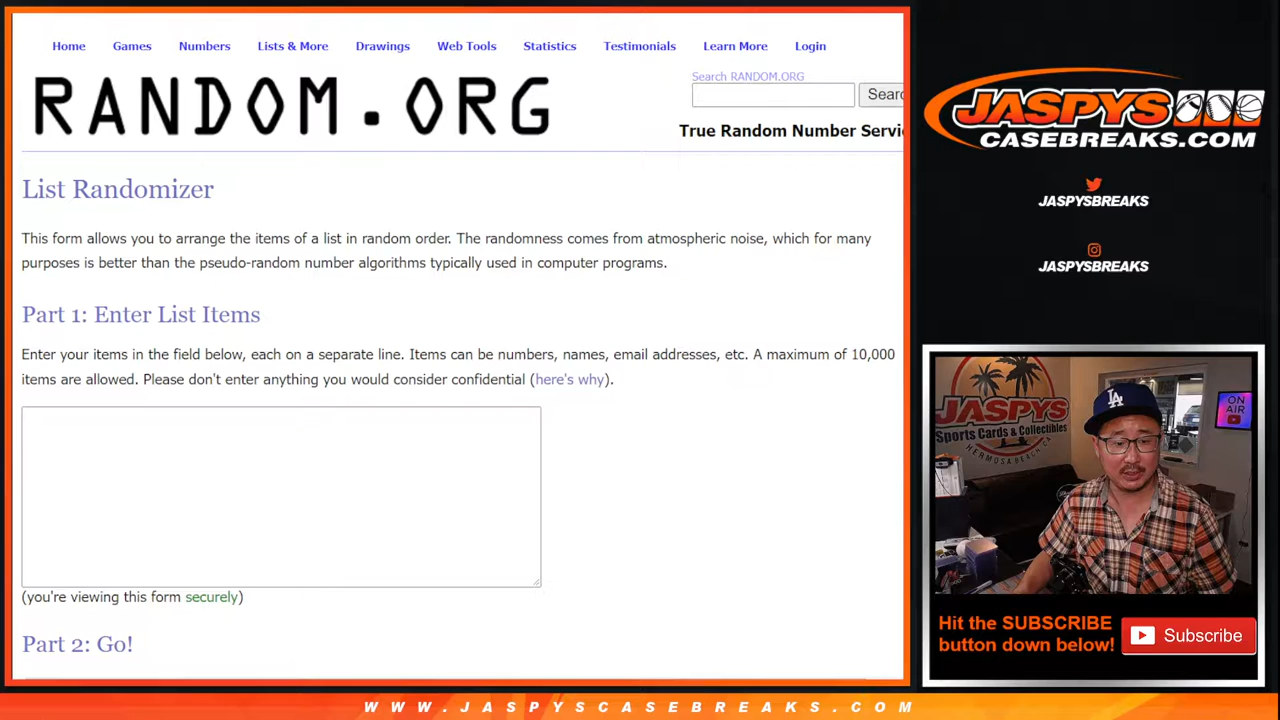 Home Games Numbers Lists & More Drawings Web Tools Statistics Testimonials Learn More Login
RANDOM.ORG
Search RANDOM.ORG
Searc
True Random Number Servi
List Randomizer
This form allows you to arrange the items of a list in random order. The randomness comes from atmospheric noise, which for many
purposes is better than the pseudo-random number algorithms typically used in computer programs.
Part 1: Enter List Items
Enter your items in the field below, each on a separate line. Items can be numbers, names, email addresses, etc. A maximum of 10,000
items are allowed. Please don't enter anything you would consider confidential (here's why).
(you're viewing this form securely)
Part 2: Go!
JASPYS
CASEBREAKS.COM
JASPYSBREAKS
JASPYSBREAKS
JASPYS
Sports Cards & Collectibles
HERMOSA BEACH, CA
ON
AIR
LA
Hit the SUBSCRIBE
button down below!
Subscribe
WWW.JASPYSCASEBREAKS.COM